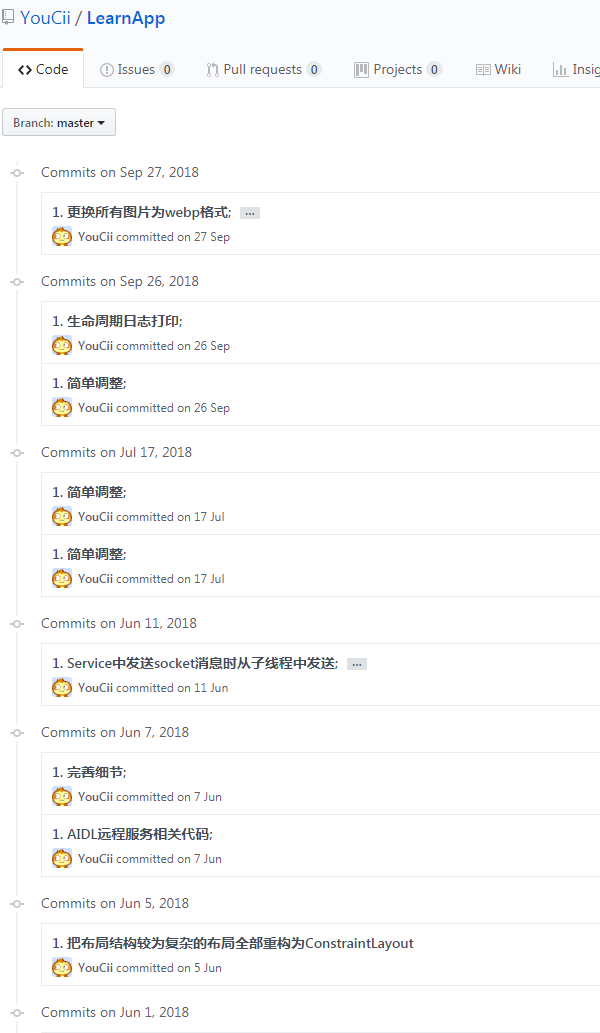 YouCii / LearnApp
Code Issues 0 Pull requests 0 Projects 0 Wiki Insig
Branch: master
Commits on Sep 27, 2018
1. 更换所有图片为webp格式; …
YouCii committed on 27 Sep
Commits on Sep 26, 2018
1. 生命周期日志打印;
YouCii committed on 26 Sep
1. 简单调整;
YouCii committed on 26 Sep
Commits on Jul 17, 2018
1. 简单调整;
YouCii committed on 17 Jul
1. 简单调整;
YouCii committed on 17 Jul
Commits on Jun 11, 2018
1. Service中发送socket消息时从子线程中发送; …
YouCii committed on 11 Jun
Commits on Jun 7, 2018
1. 完善细节;
YouCii committed on 7 Jun
1. AIDL远程服务相关代码;
YouCii committed on 7 Jun
Commits on Jun 5, 2018
1. 把布局结构较为复杂的布局全部重构为ConstraintLayout
YouCii committed on 5 Jun
Commits on Jun 1, 2018